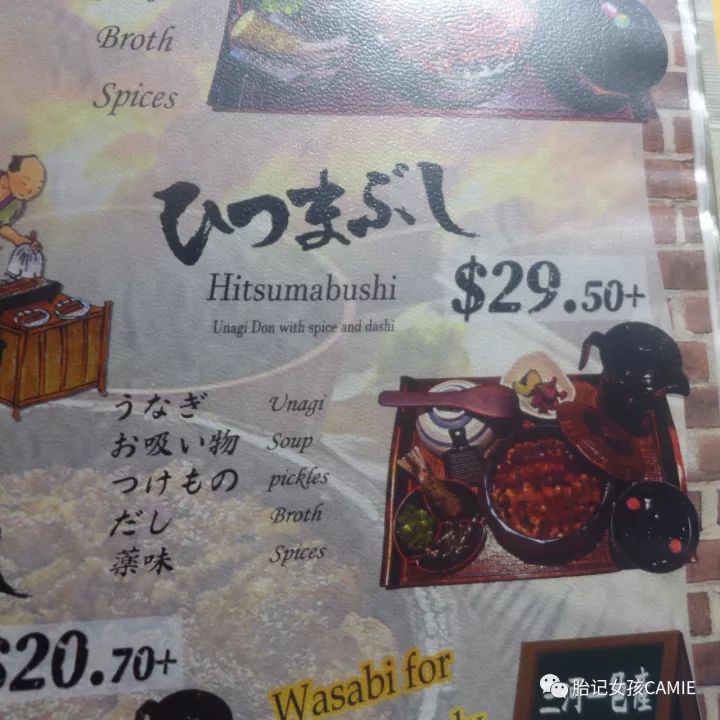 Broth
Spices
ひつまぶし
Hitsumabushi
$29.50+
Unagi Don with spice and dashi
うなぎ Unagi
お吸い物 Soup
つけもの pickles
だし Broth
薬味 Spices
$20.70+
Wasabi for
胎记女孩CAMIE